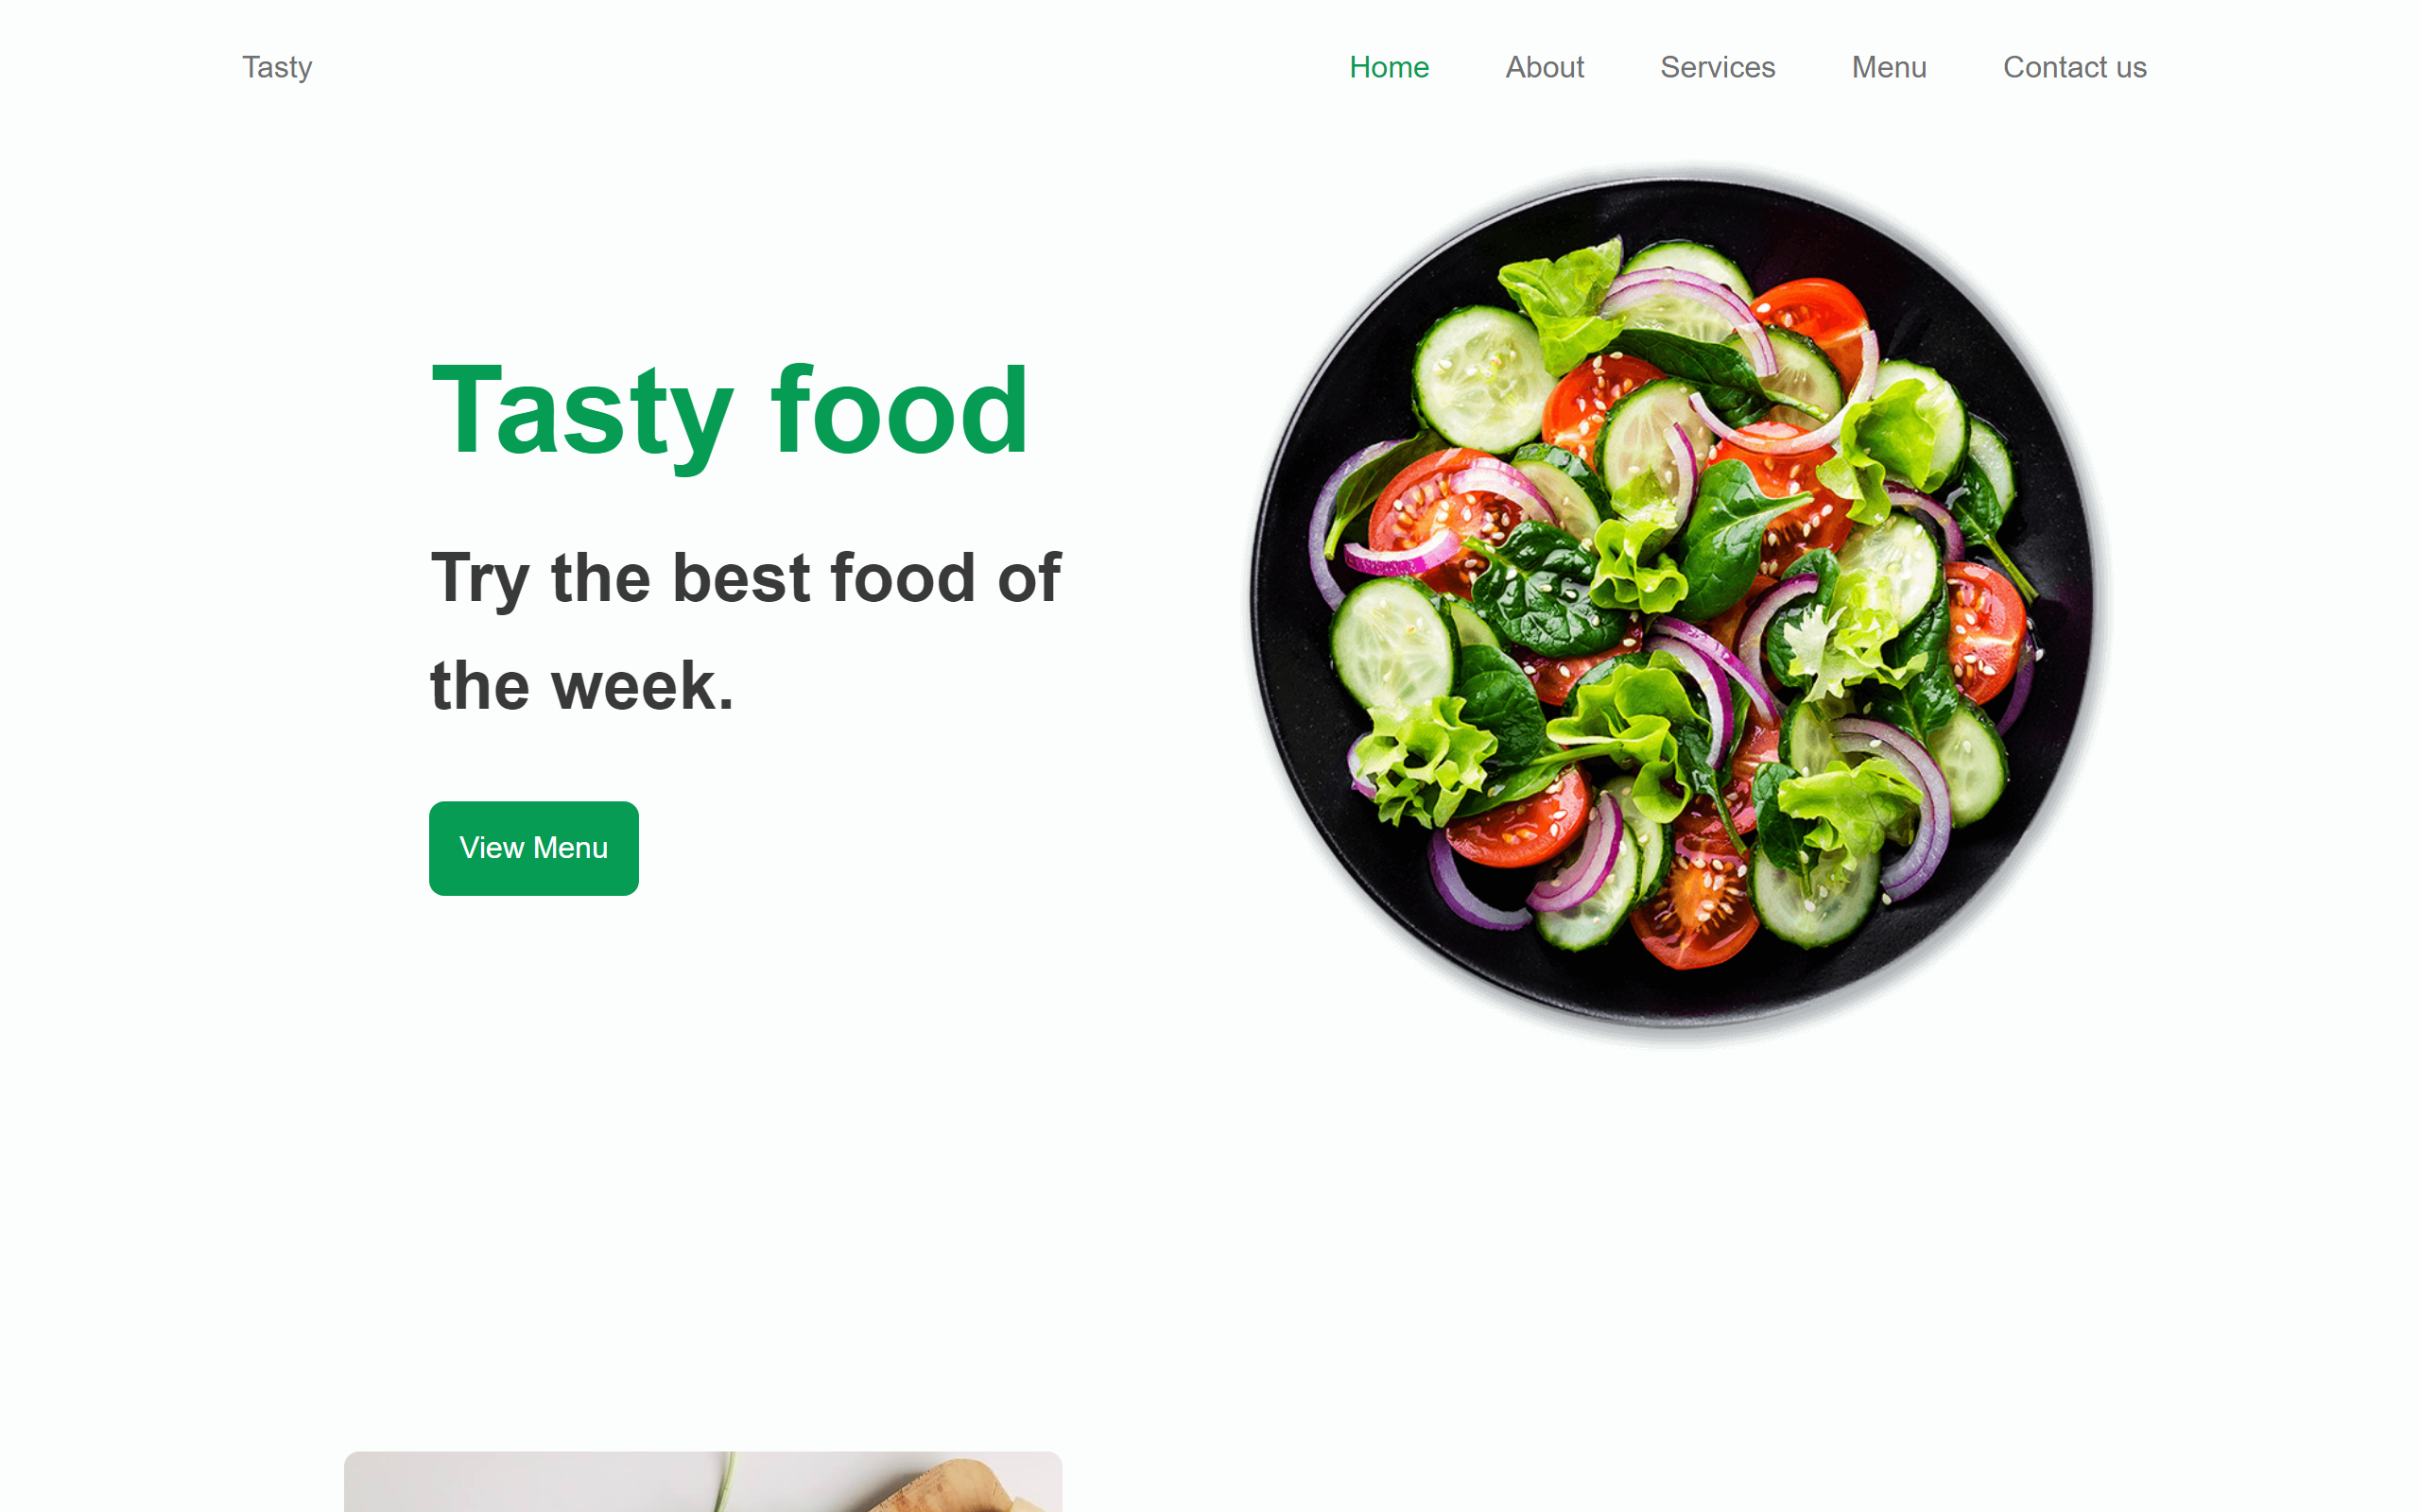 Tasty
Home About Services Menu Contact us
Tasty food
Try the best food of
the week.
View Menu